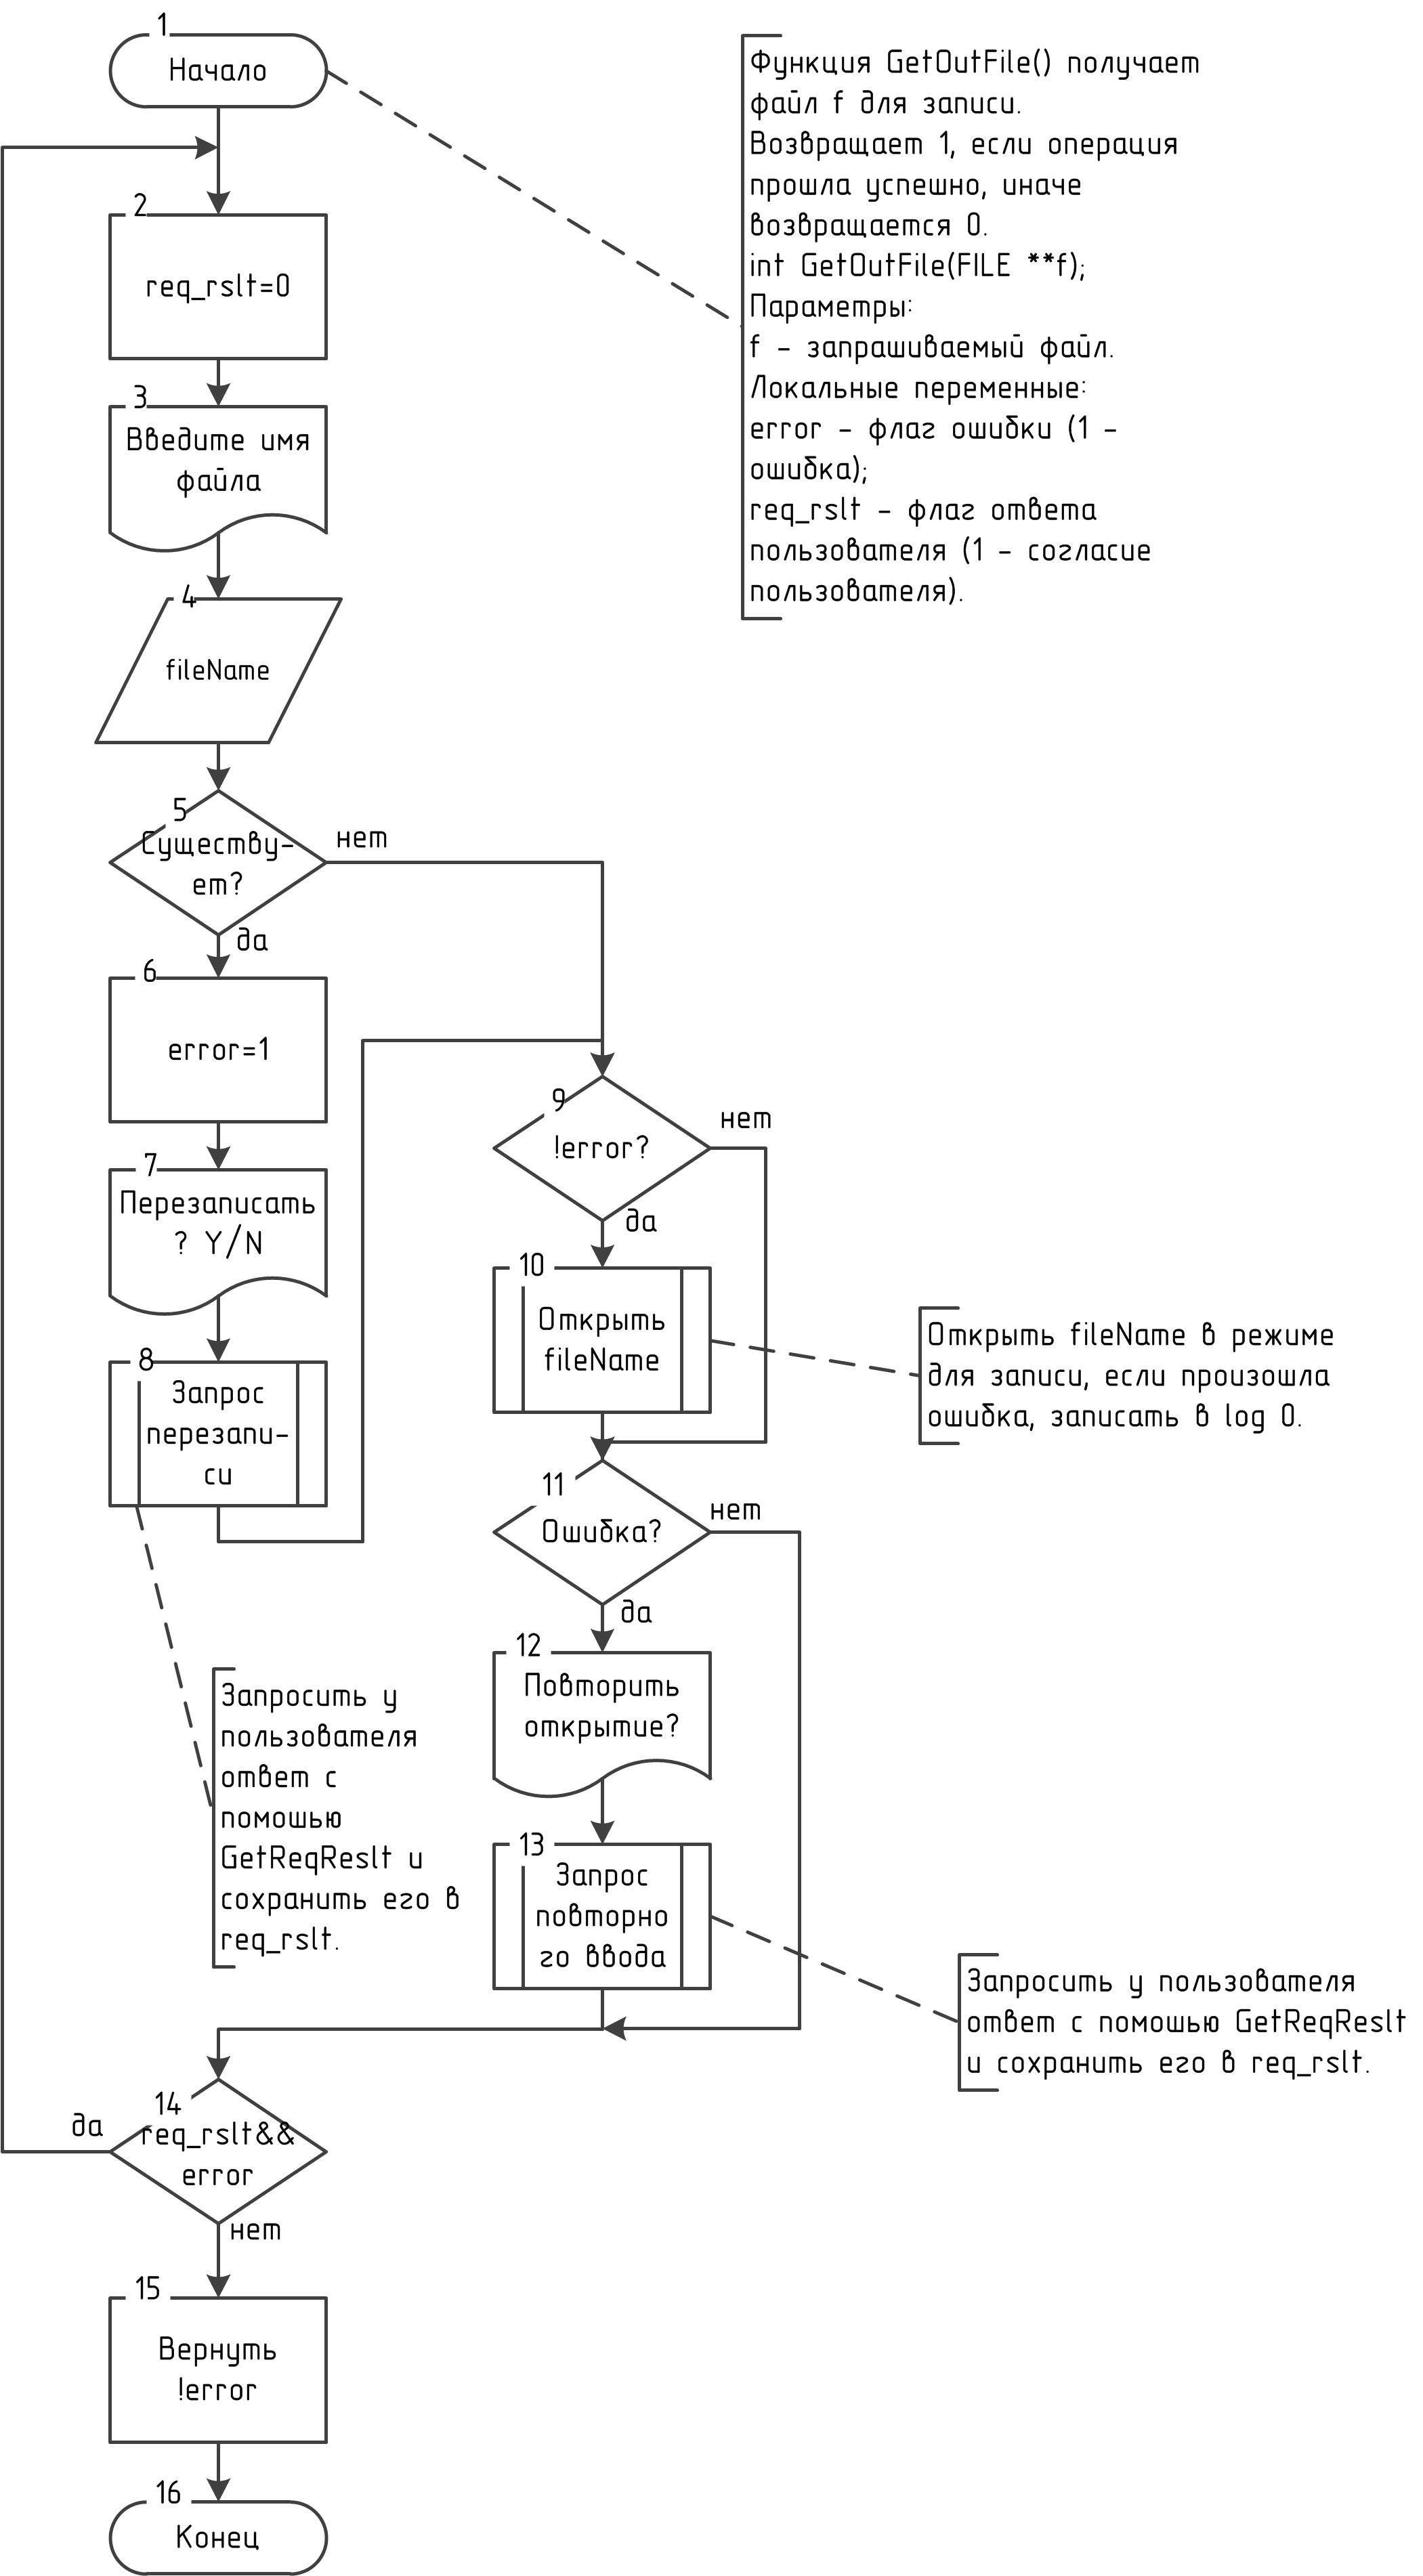 1
Начало
Функция GetOutFile() получает
файл f для записи.
Возвращает 1, если операция
прошла успешно, иначе
возвращается 0.
int GetOutFile(FILE **f);
Параметры:
f - запрашиваемый файл.
Локальные переменные:
error - флаг ошибки (1 -
ошибка);
req_rslt - флаг ответа
пользователя (1 - согласие
пользователя).
2
req_rslt=0
3
Введите имя
файла
4
fileName
5
Существу-
ет?
нет
да
6
error=1
7
Перезаписать
? Y/N
8
Запрос
перезапи-
си
Запросить у
пользователя
ответ с
помошью
GetReqReslt и
сохранить его в
req_rslt.
9
!error?
нет
да
10
Открыть
fileName
Открыть fileName в режиме
для записи, если произошла
ошибка, записать в log 0.
11
Ошибка?
нет
да
12
Повторить
открытие?
13
Запрос
повторно
го ввода
Запросить у пользователя
ответ с помошью GetReqReslt
и сохранить его в req_rslt.
14
req_rslt&&
error
да
нет
15
Вернуть
!error
16
Конец